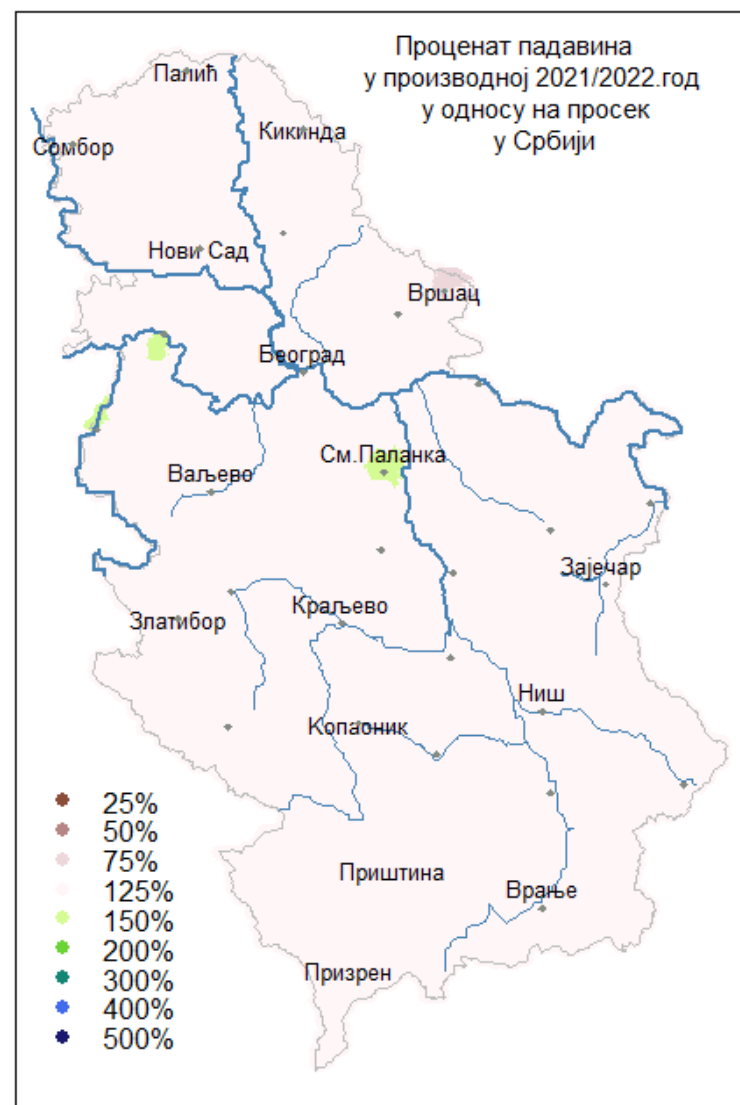 Проценат падавина
у производној 2021/2022.год
у односу на просек
у Србији
Палић
Кикинда
Сомбор
Нови Сад
Вршац
Београд
См.Паланка
Ваљево
Зајечар
Златибор
Краљево
Ниш
Копаоник
Приштина
Врање
Призрен
25%
50%
75%
125%
150%
200%
300%
400%
500%